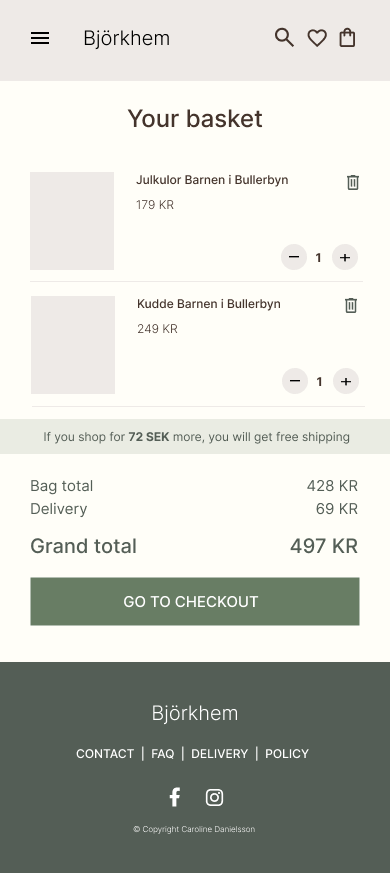 Björkhem
Your basket
Julkulor Barnen i Bullerbyn
179 KR
− 1 +
Kudde Barnen i Bullerbyn
249 KR
− 1 +
If you shop for 72 SEK more, you will get free shipping
Bag total 428 KR
Delivery 69 KR
Grand total 497 KR
GO TO CHECKOUT
Björkhem
CONTACT | FAQ | DELIVERY | POLICY
© Copyright Caroline Danielsson